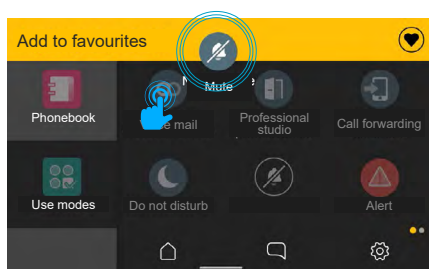 Add to favourites
Mute
Phonebook
e mail
Professional
studio
Call forwarding
Use modes
Do not disturb
Alert